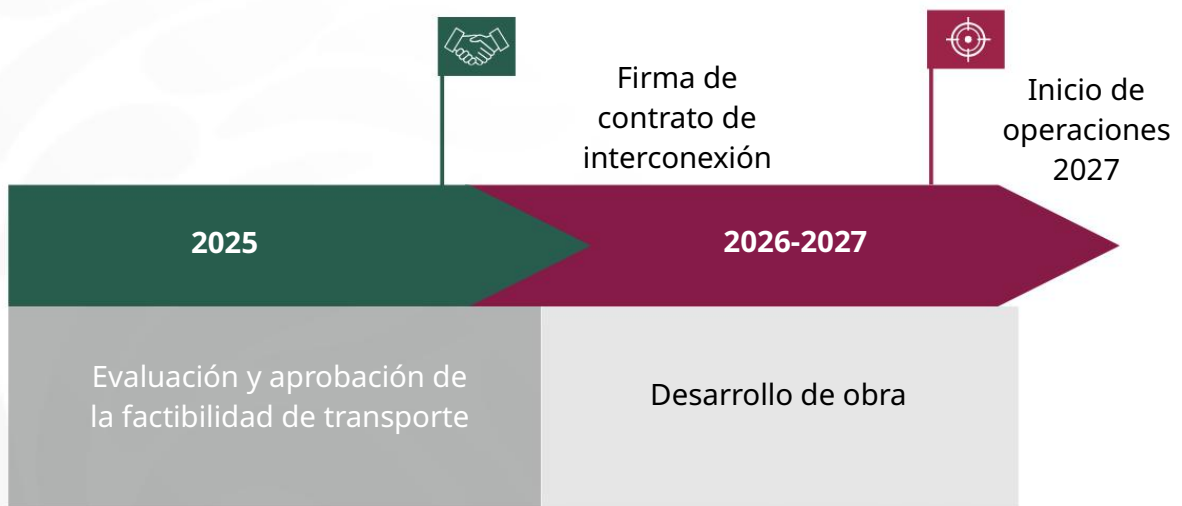 Firma de
contrato de
interconexión
Inicio de
operaciones
2027
2025
2026-2027
Evaluación y aprobación de
la factibilidad de transporte
Desarrollo de obra